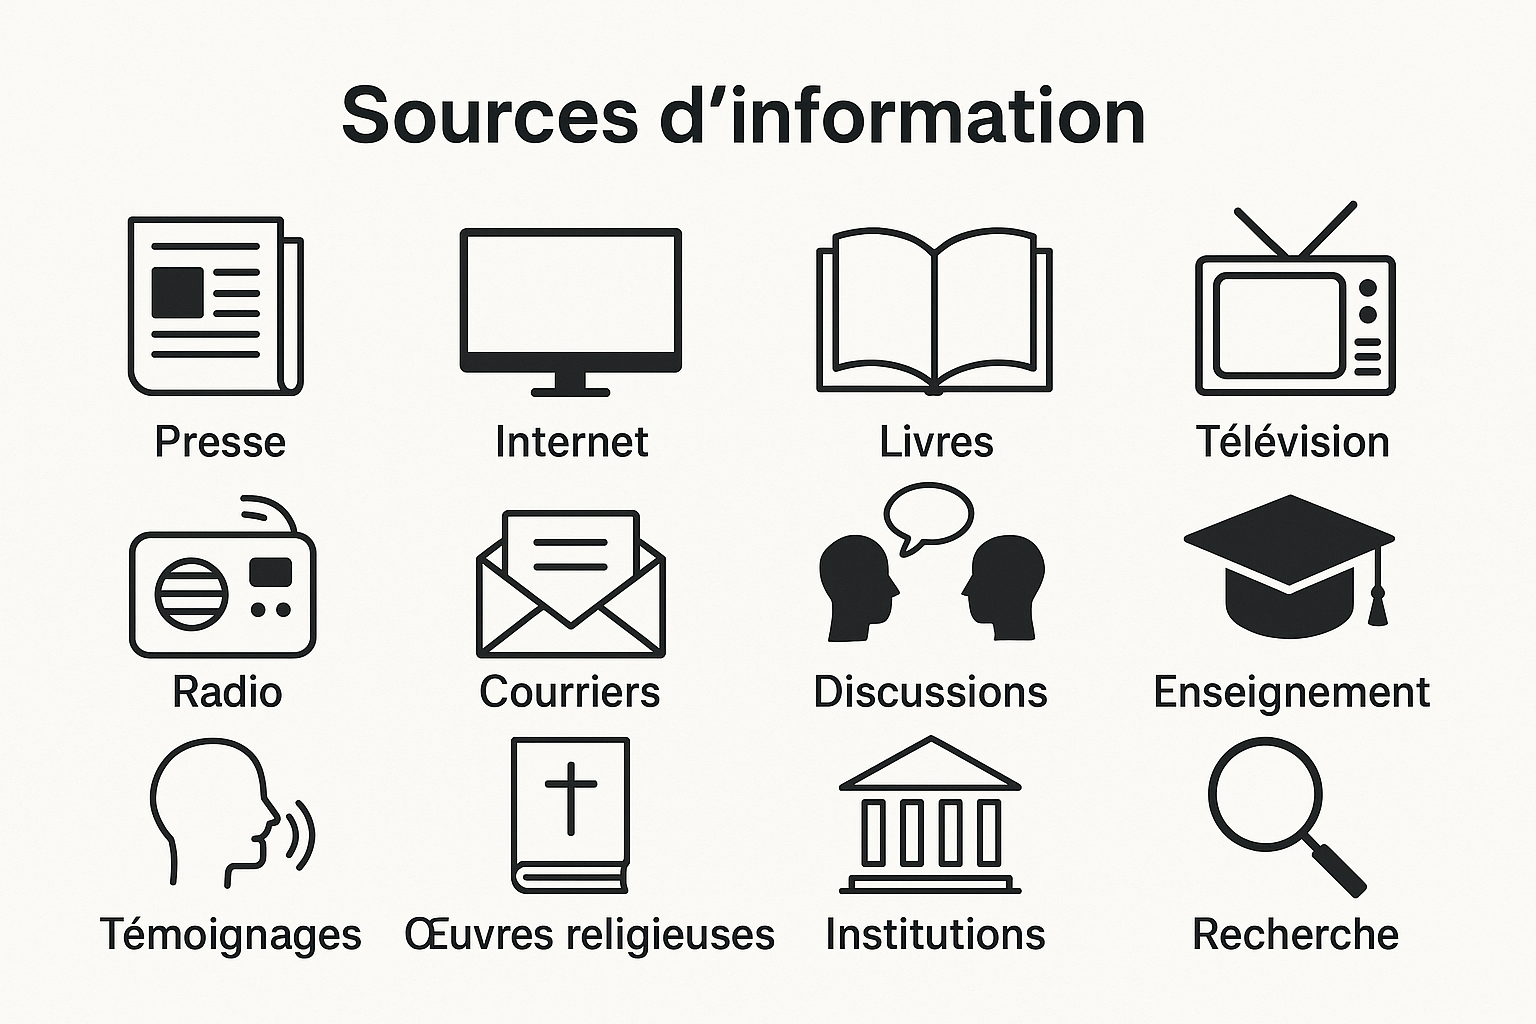 Sources d’information
Presse
Internet
Livres
Télévision
Radio
Courriers
Discussions
Enseignement
Témoignages
Œuvres religieuses
Institutions
Recherche